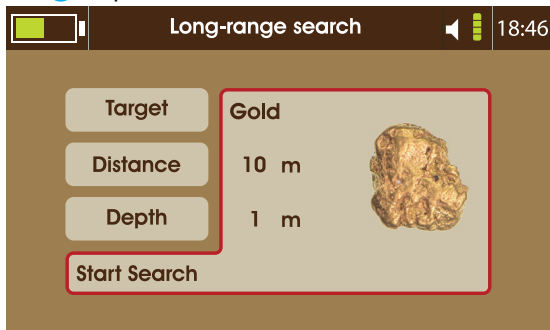 Long-range search 18:46
Target Gold
Distance 10 m
Depth 1 m
Start Search